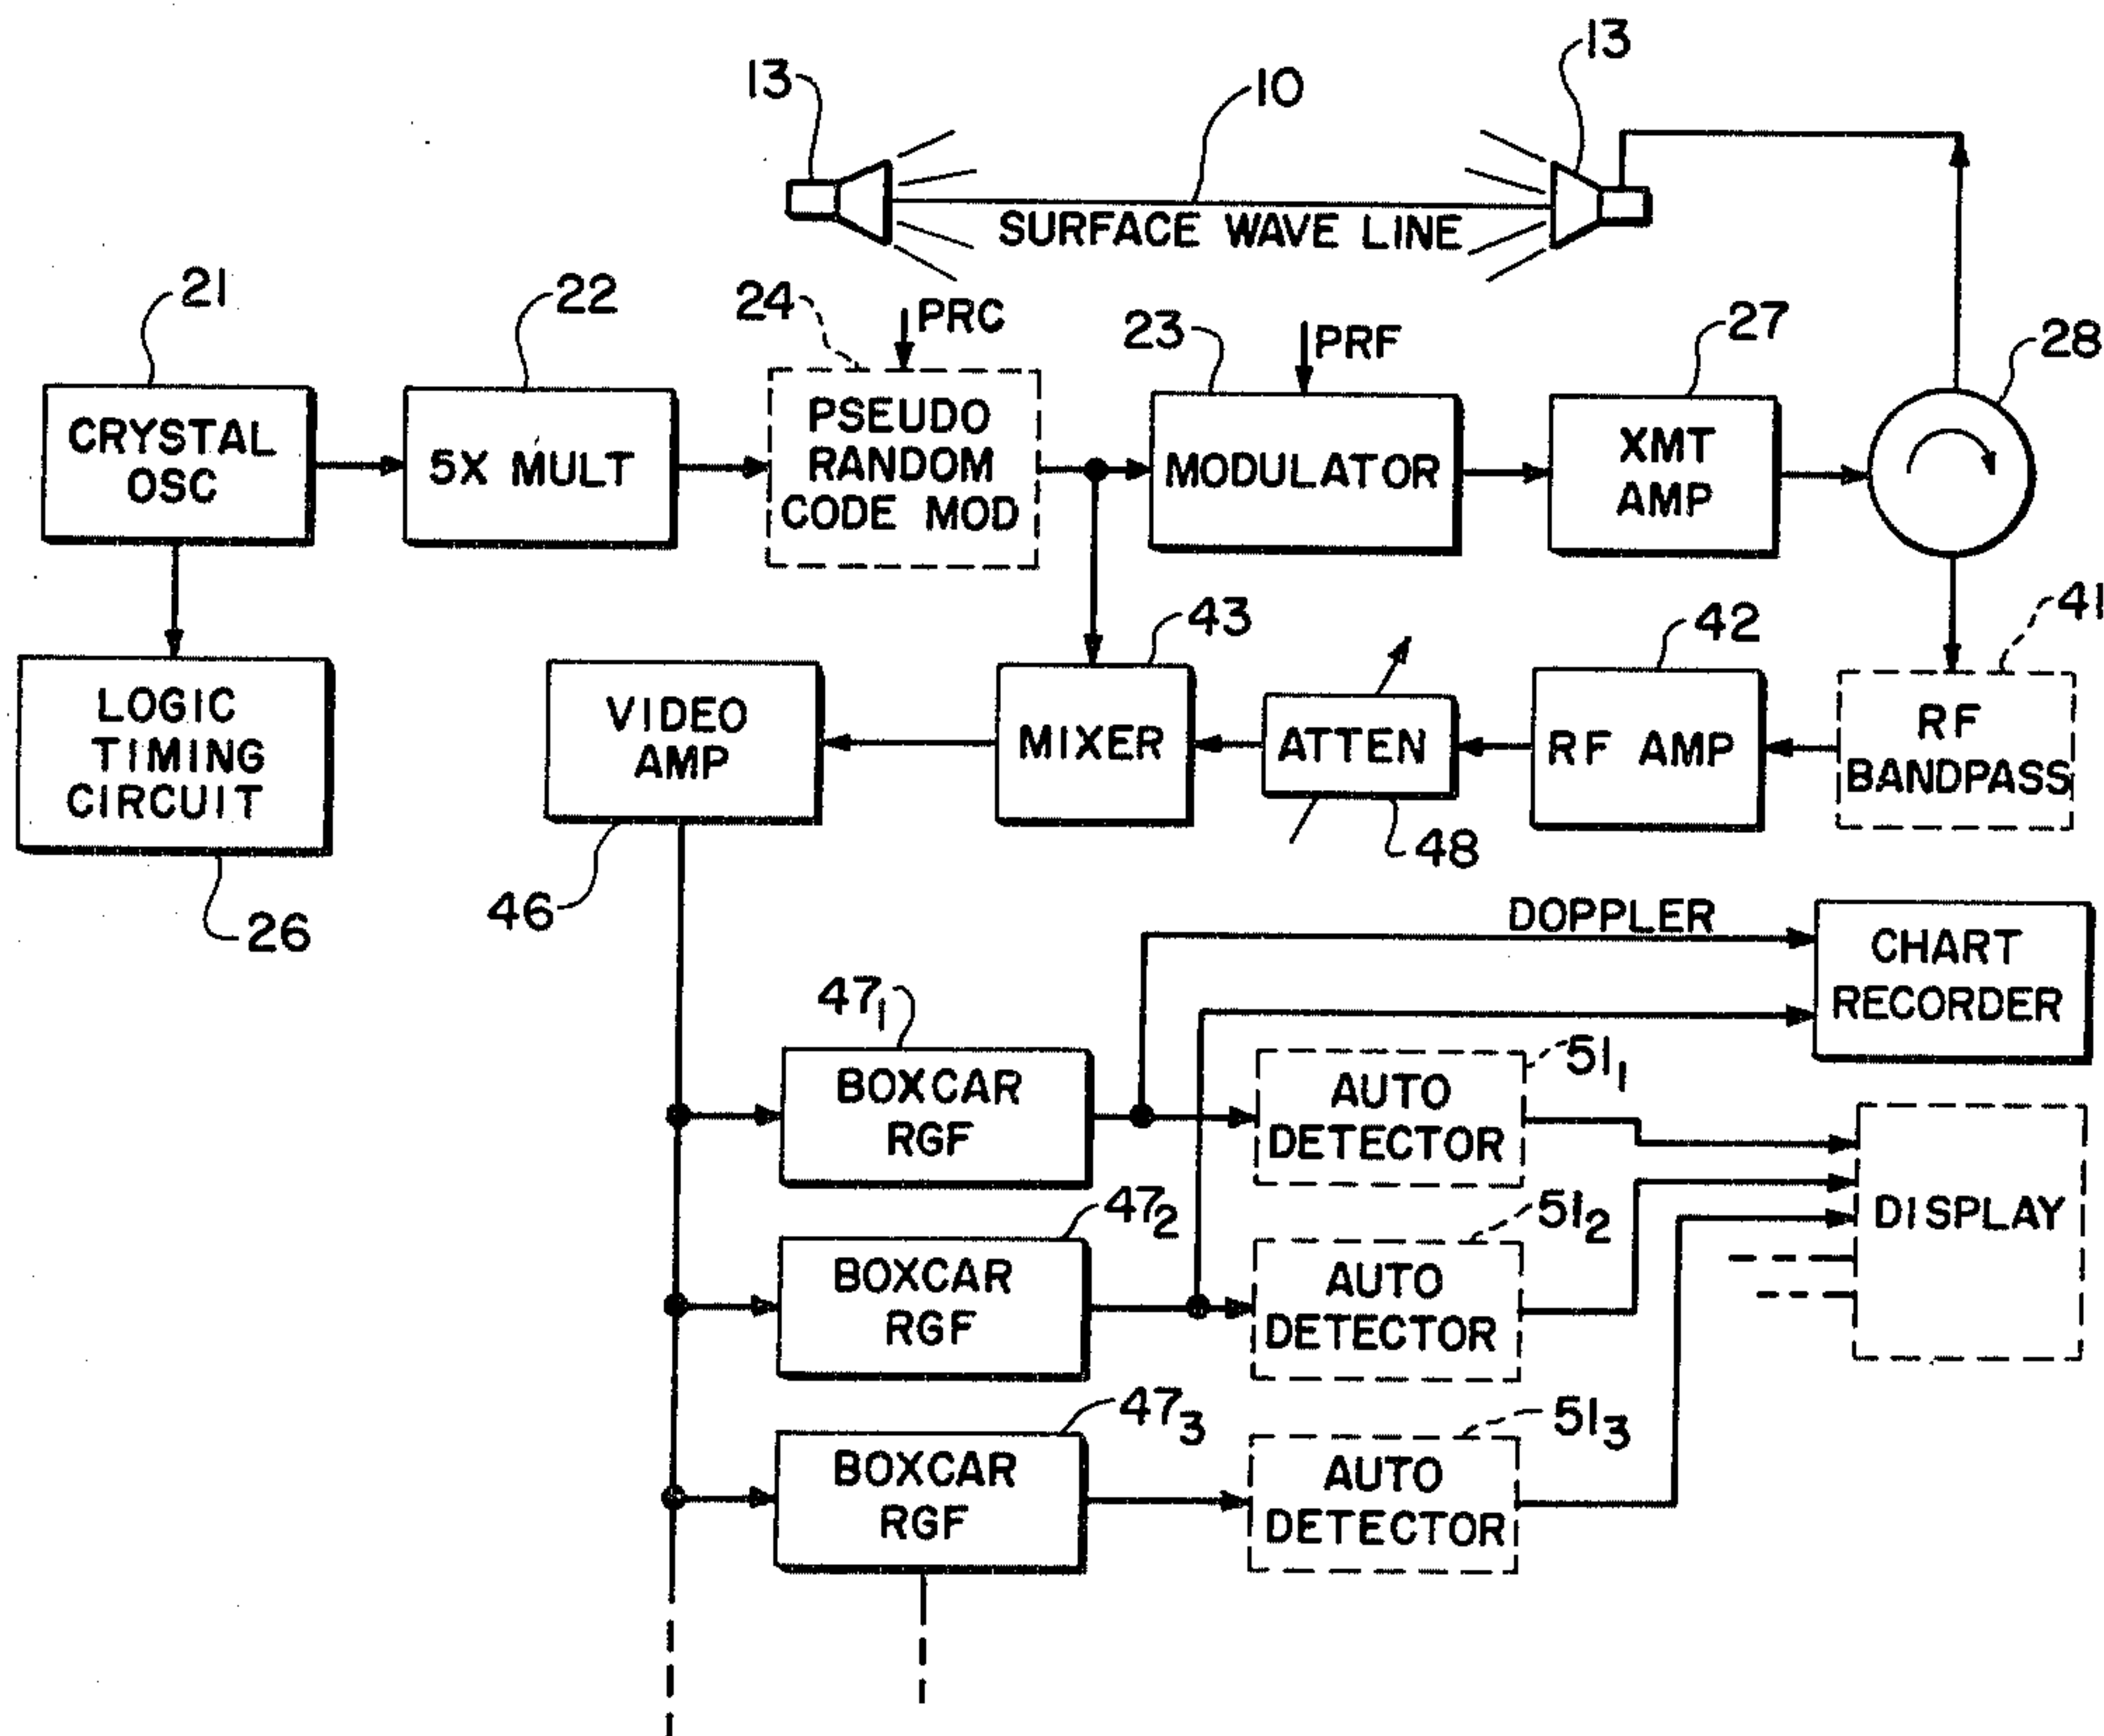 13
10
13
SURFACE WAVE LINE
21
22
24
PRC
23
PRF
27
28
CRYSTAL
OSC
5X MULT
PSEUDO
RANDOM
CODE MOD
MODULATOR
XMT
AMP
LOGIC
TIMING
CIRCUIT
26
VIDEO
AMP
46
43
MIXER
ATTEN
48
42
RF AMP
41
RF
BANDPASS
DOPPLER
CHART
RECORDER
47₁
BOXCAR
RGF
51₁
AUTO
DETECTOR
DISPLAY
47₂
BOXCAR
RGF
51₂
AUTO
DETECTOR
47₃
BOXCAR
RGF
51₃
AUTO
DETECTOR